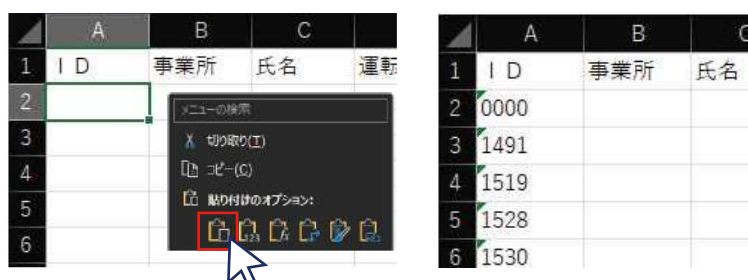 A B C
1 ＩＤ 事業所 氏名 運転
2
3
4
5
6
メニューの検索
切り取り(T)
コピー(C)
貼り付けのオプション:
123
A B C
1 ＩＤ 事業所 氏名
2 0000
3 1491
4 1519
5 1528
6 1530